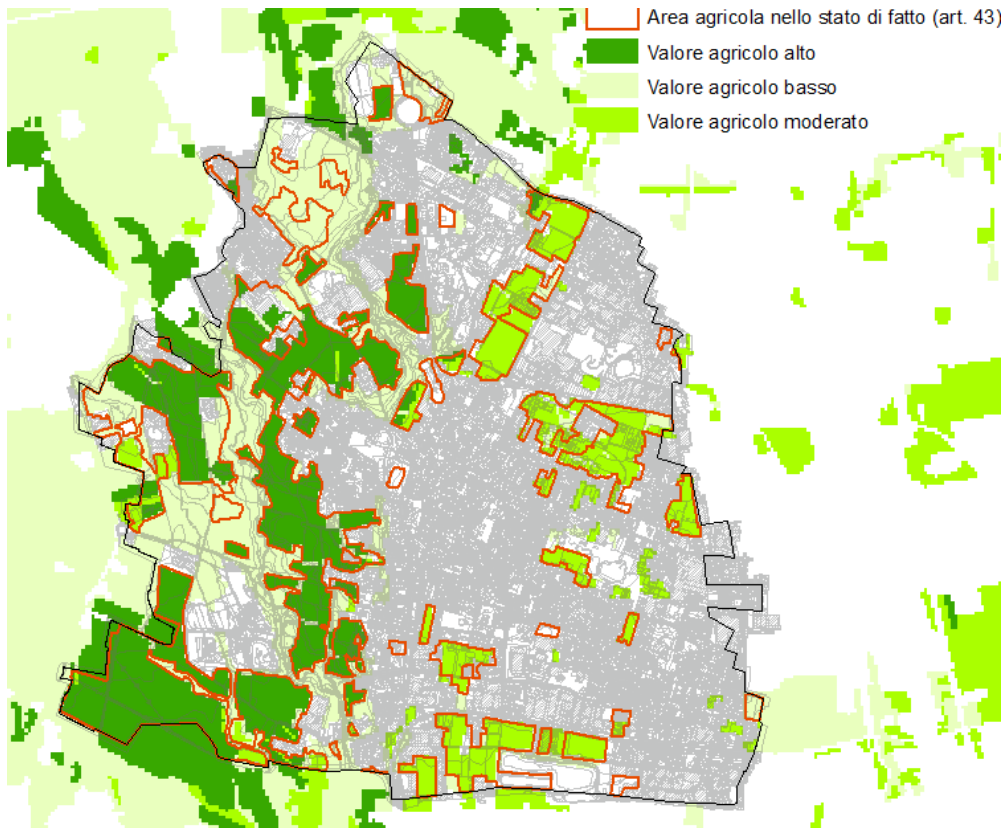 Area agricola nello stato di fatto (art. 43)
Valore agricolo alto
Valore agricolo basso
Valore agricolo moderato